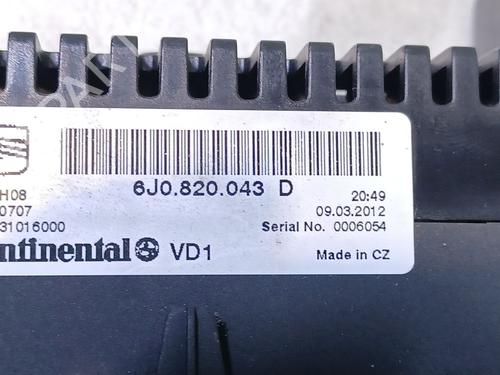 6J0.820.043 D
H08
20:49
0707
09.03.2012
31016000
Serial No. 0006054
ntinental VD1
Made in CZ